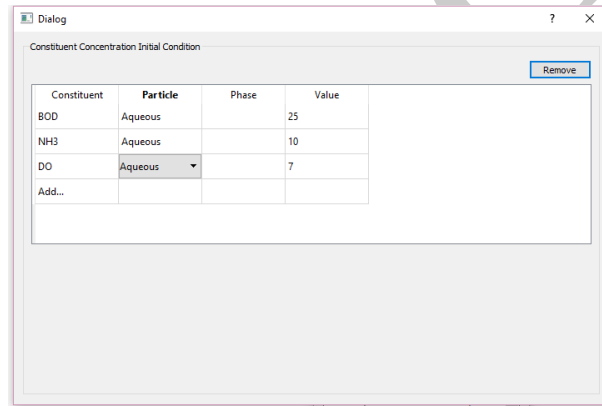 Dialog ? X
Constituent Concentration Initial Condition
Remove
Constituent Particle Phase Value
BOD Aqueous 25
NH3 Aqueous 10
DO Aqueous 7
Add...